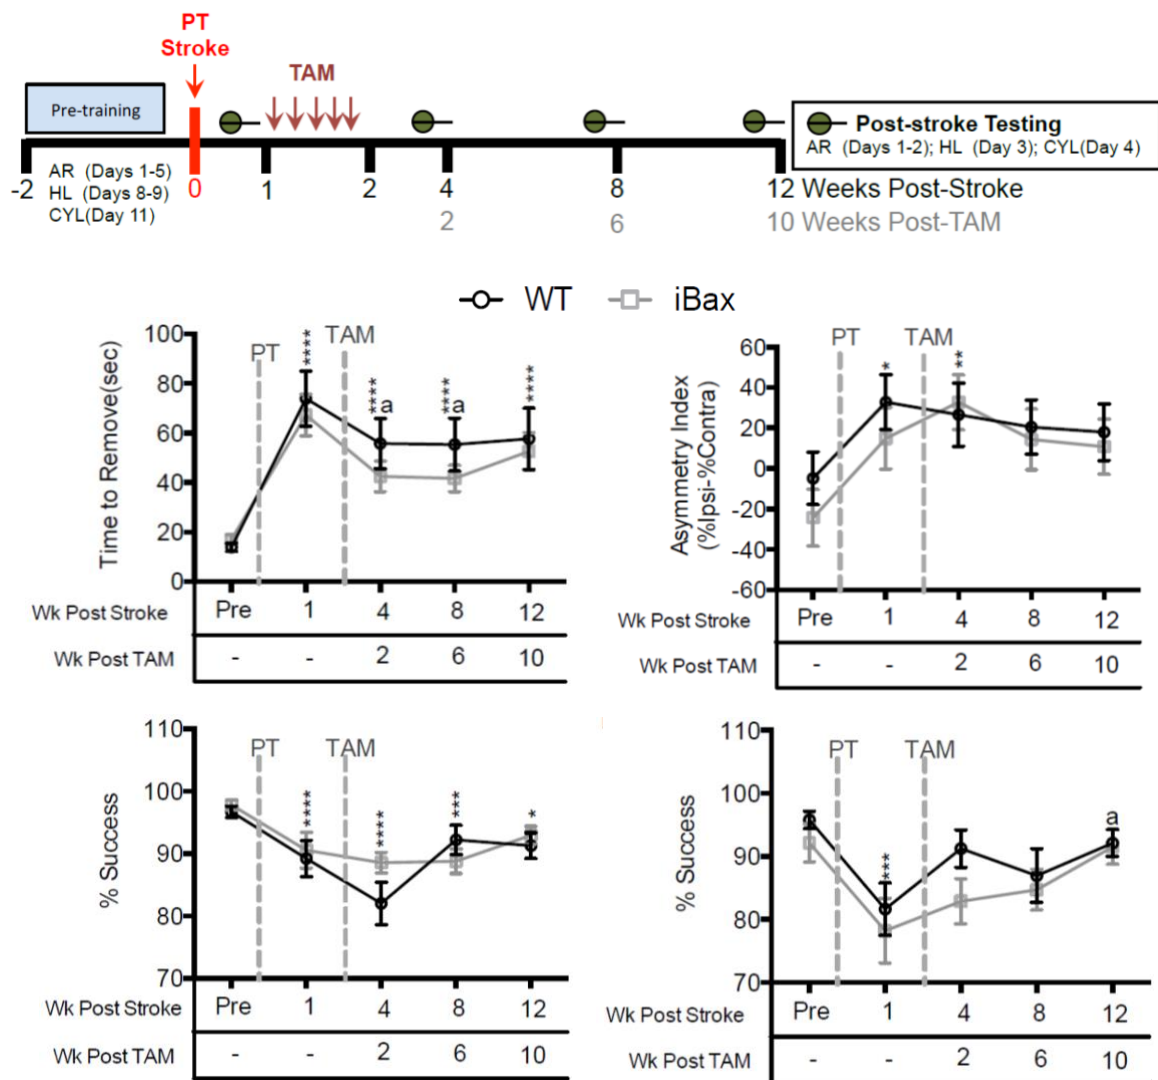 PT
Stroke
TAM
Pre-training
Post-stroke Testing
AR (Days 1-2); HL (Day 3); CYL(Day 4)
AR (Days 1-5)
HL (Days 8-9)
CYL(Day 11)
-2 0 1 2 4 8 12 Weeks Post-Stroke
2 6 10 Weeks Post-TAM
WT iBax
Time to Remove(sec)
100
80
60
40
20
0
PT TAM
**** **** a **** a ****
Wk Post Stroke Pre 1 4 8 12
Wk Post TAM - - 2 6 10
Asymmetry Index
(%Ipsi-%Contra)
60
40
20
0
-20
-40
-60
PT TAM
* **
Wk Post Stroke Pre 1 4 8 12
Wk Post TAM - - 2 6 10
% Success
110
100
90
80
70
PT TAM
**** **** *** *
Wk Post Stroke Pre 1 4 8 12
Wk Post TAM - - 2 6 10
% Success
110
100
90
80
70
PT TAM
*** a
Wk Post Stroke Pre 1 4 8 12
Wk Post TAM - - 2 6 10